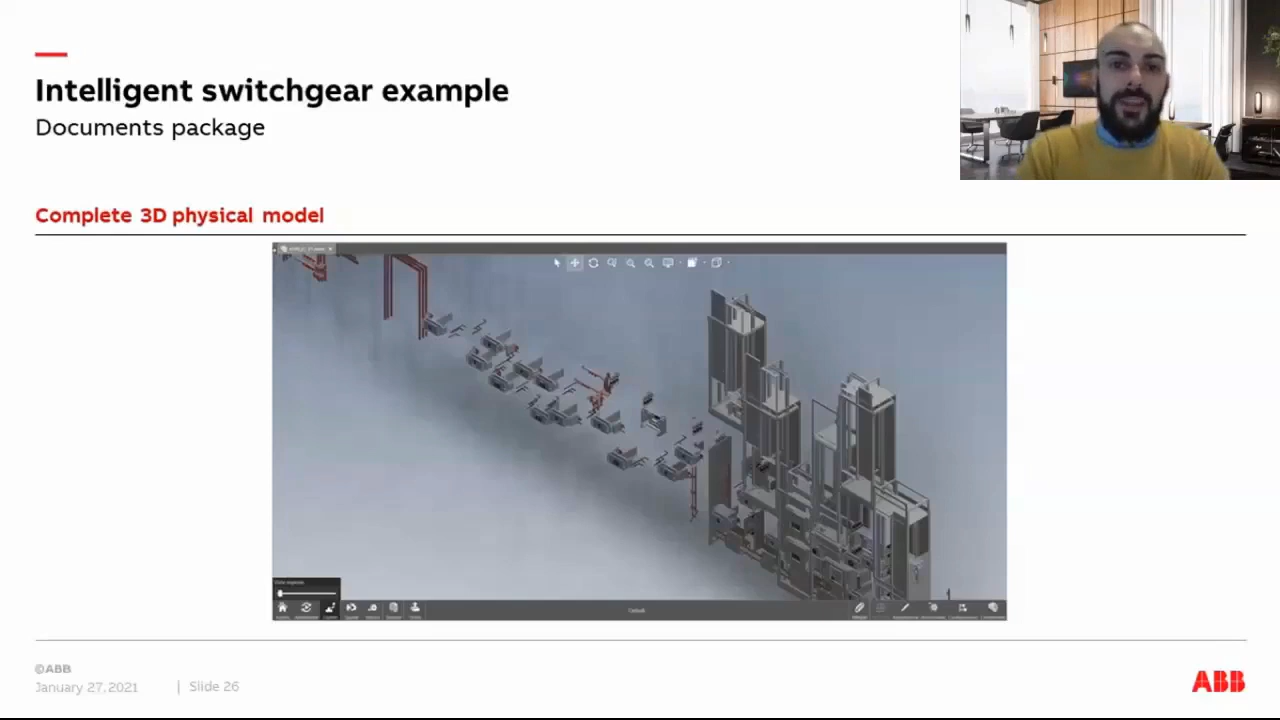 Intelligent switchgear example
Documents package
Complete 3D physical model
©ABB
January 27, 2021 | Slide 26
ABB